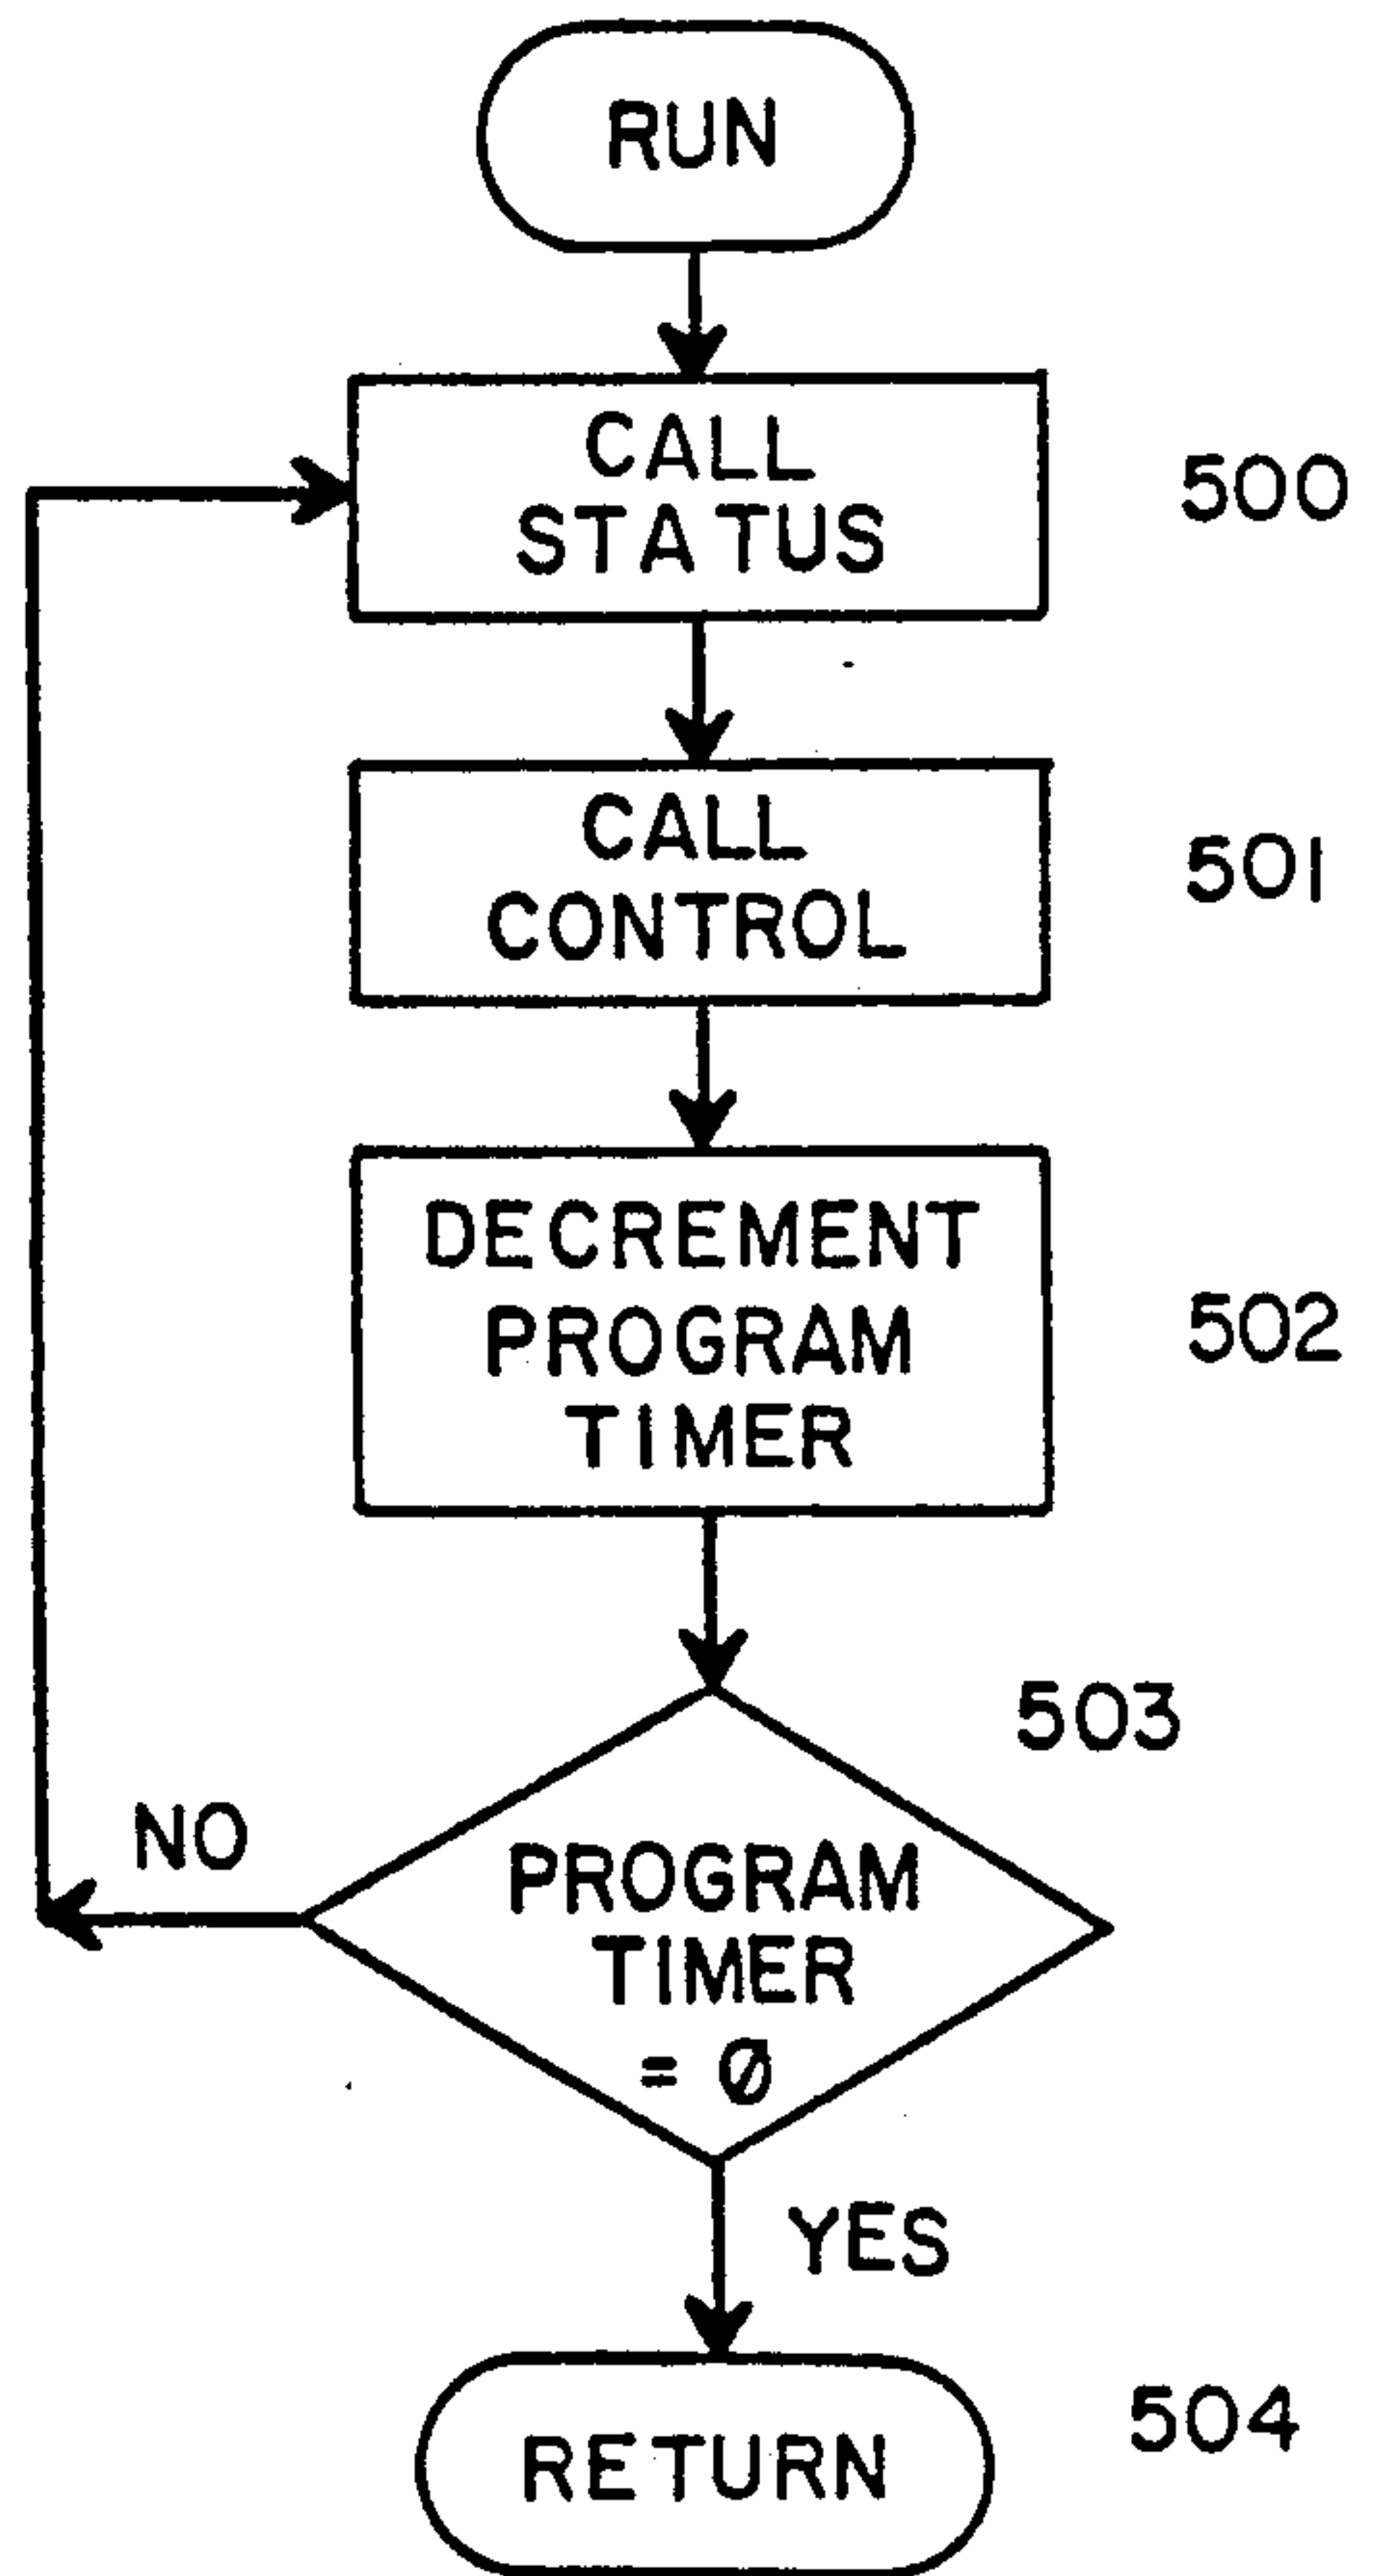 RUN
CALL
STATUS
500
CALL
CONTROL
501
DECREMENT
PROGRAM
TIMER
502
503
NO
PROGRAM
TIMER
= Ø
YES
RETURN
504